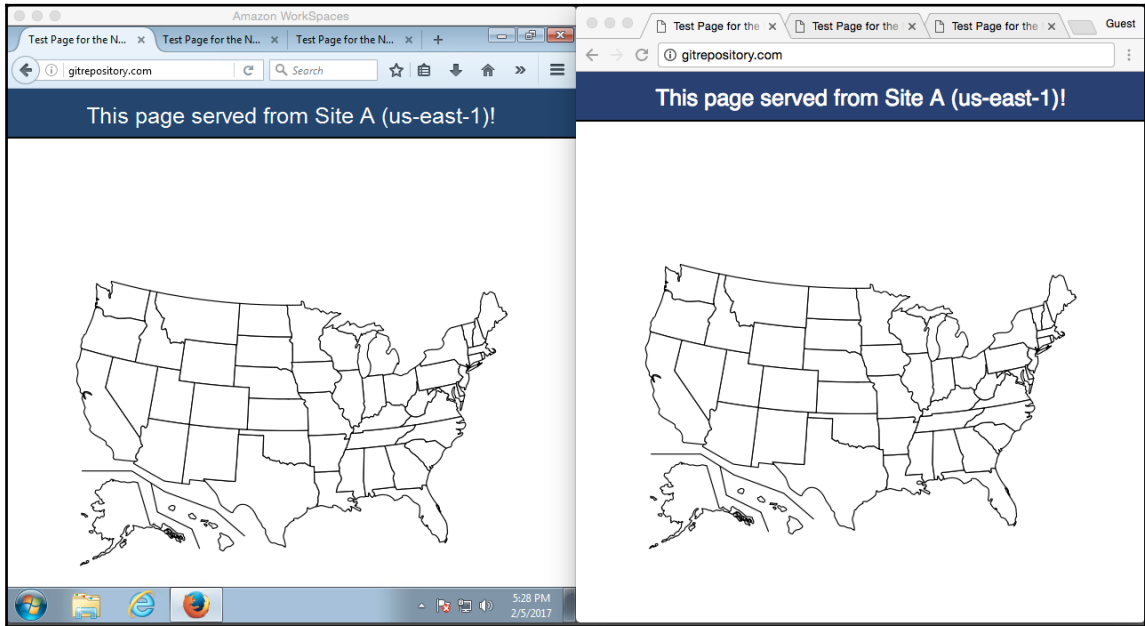 Amazon WorkSpaces
Test Page for the N... × Test Page for the N... × Test Page for the N... × +
gitrepository.com
Search
This page served from Site A (us-east-1)!
5:28 PM
2/5/2017
Test Page for the × Test Page for the × Test Page for the × Guest
gitrepository.com
This page served from Site A (us-east-1)!